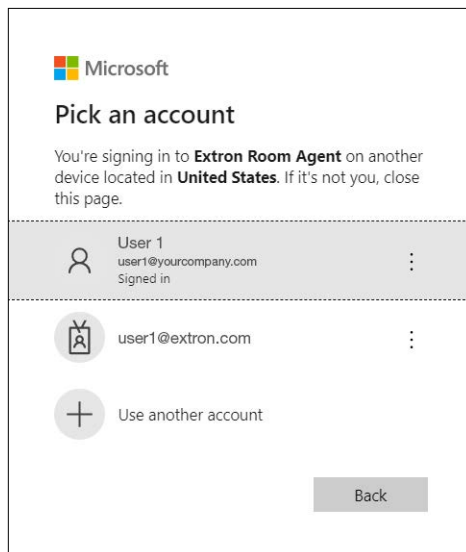 Microsoft
Pick an account
You're signing in to Extron Room Agent on another
device located in United States. If it's not you, close
this page.
User 1
user1@yourcompany.com
Signed in
user1@extron.com
Use another account
Back